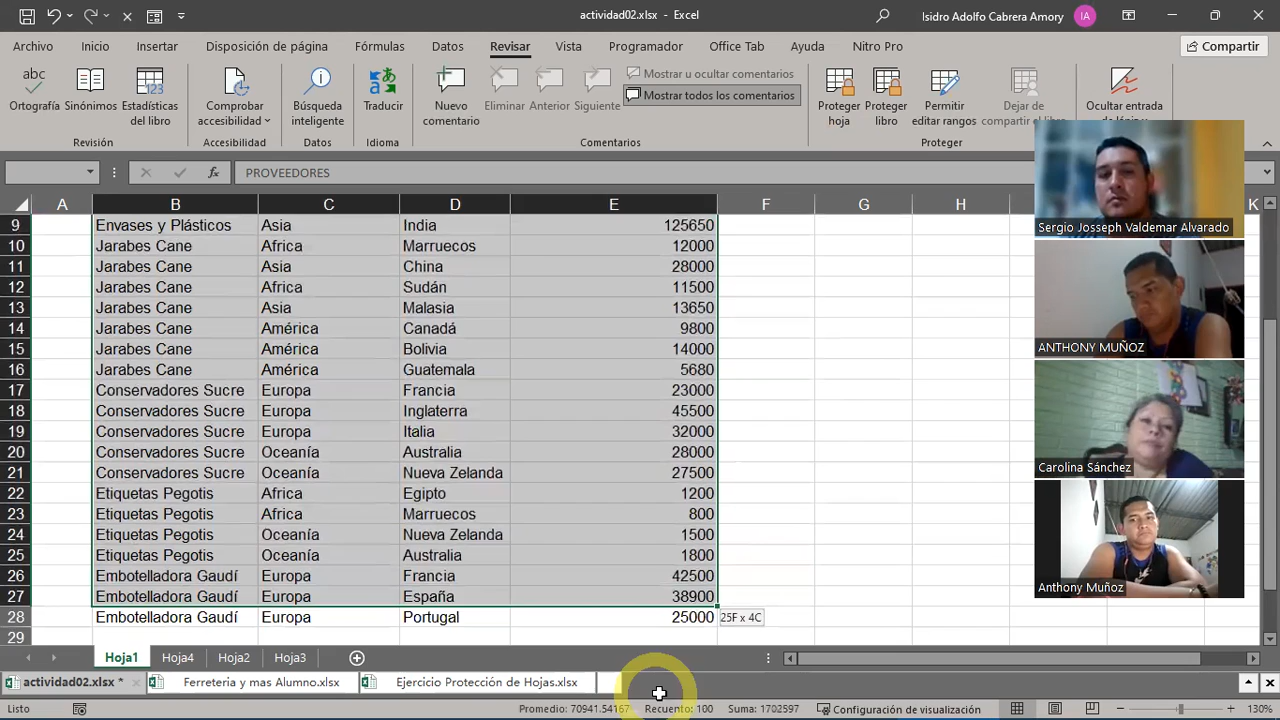 actividad02.xlsx - Excel
Isidro Adolfo Cabrera Amory
IA
Archivo Inicio Insertar Disposición de página Fórmulas Datos Revisar Vista Programador Office Tab Ayuda Nitro Pro
Compartir
Ortografía Sinónimos Estadísticas del libro
Revisión
Comprobar accesibilidad
Accesibilidad
Búsqueda inteligente
Datos
Traducir
Idioma
Nuevo comentario
Eliminar Anterior Siguiente
Mostrar u ocultar comentarios
Mostrar todos los comentarios
Comentarios
Proteger hoja
Proteger libro
Permitir editar rangos
Dejar de compartir el libro
Proteger
Ocultar entrada
fx PROVEEDORES
A B C D E F G H I K
9 Envases y Plásticos Asia India 125650
10 Jarabes Cane Africa Marruecos 12000
11 Jarabes Cane Asia China 28000
12 Jarabes Cane Africa Sudán 11500
13 Jarabes Cane Asia Malasia 13650
14 Jarabes Cane América Canadá 9800
15 Jarabes Cane América Bolivia 14000
16 Jarabes Cane América Guatemala 5680
17 Conservadores Sucre Europa Francia 23000
18 Conservadores Sucre Europa Inglaterra 45500
19 Conservadores Sucre Europa Italia 32000
20 Conservadores Sucre Oceanía Australia 28000
21 Conservadores Sucre Oceanía Nueva Zelanda 27500
22 Etiquetas Pegotis Africa Egipto 1200
23 Etiquetas Pegotis Africa Marruecos 800
24 Etiquetas Pegotis Oceanía Nueva Zelanda 1500
25 Etiquetas Pegotis Oceanía Australia 1800
26 Embotelladora Gaudí Europa Francia 42500
27 Embotelladora Gaudí Europa España 38900
28 Embotelladora Gaudí Europa Portugal 25000
25F x 4C
29
Sergio Josseph Valdemar Alvarado
ANTHONY MUÑOZ
Carolina Sánchez
Anthony Muñoz
Hoja1 Hoja4 Hoja2 Hoja3
actividad02.xlsx * Ferreteria y mas Alumno.xlsx Ejercicio Protección de Hojas.xlsx
Listo
Promedio: 70941.54167 Recuento: 100 Suma: 1702597 Configuración de visualización 130%